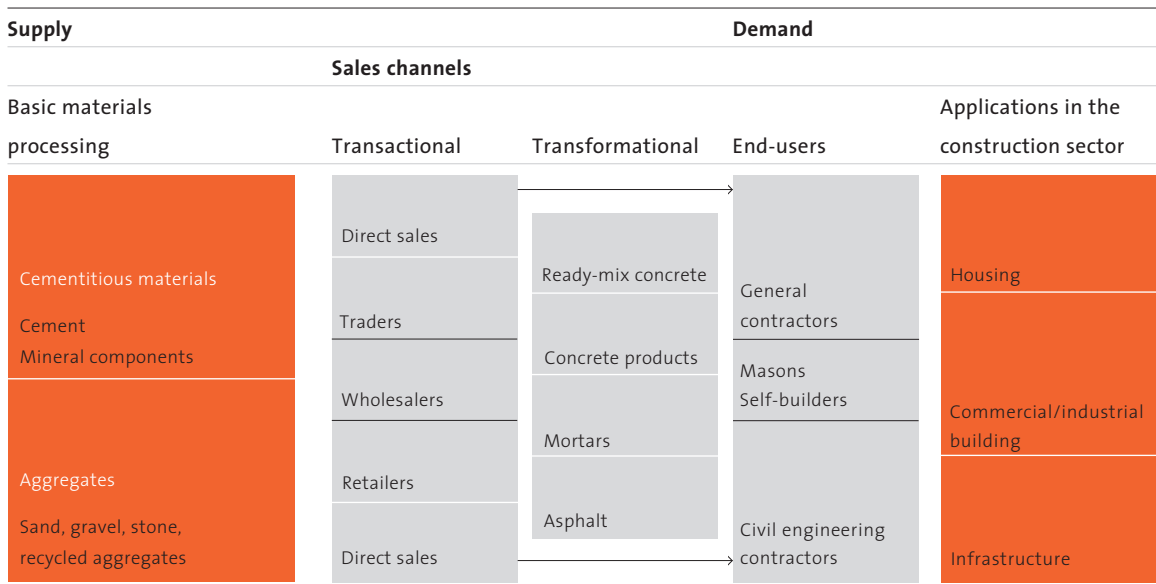 Supply
Demand
Sales channels
Basic materials
processing
Transactional
Transformational
End-users
Applications in the
construction sector
Cementitious materials
Cement
Mineral components
Aggregates
Sand, gravel, stone,
recycled aggregates
Direct sales
Traders
Wholesalers
Retailers
Direct sales
Ready-mix concrete
Concrete products
Mortars
Asphalt
General
contractors
Masons
Self-builders
Civil engineering
contractors
Housing
Commercial/industrial
building
Infrastructure